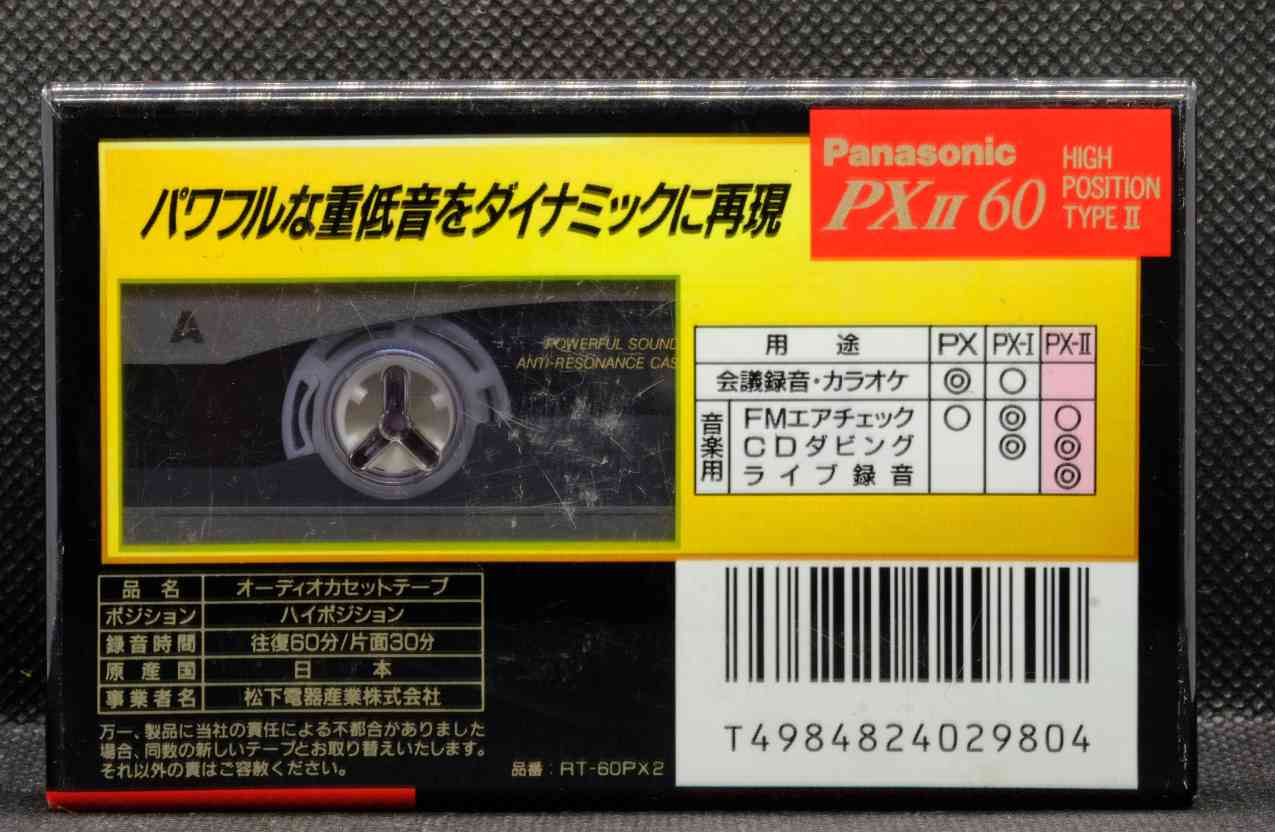 パワフルな重低音をダイナミックに再現
Panasonic
PXII 60
HIGH
POSITION
TYPE II
A
POWERFUL SOUND
ANTI-RESONANCE CAS
用途 PX PX-I PX-II
会議録音・カラオケ ◎ ○
音楽用
FMエアチェック ○ ◎ ○
CDダビング ◎ ◎
ライブ録音 ◎
品名 オーディオカセットテープ
ポジション ハイポジション
録音時間 往復60分/片面30分
原産国 日本
事業者名 松下電器産業株式会社
万一、製品に当社の責任による不都合がありました
場合、同数の新しいテープとお取り替えいたします。
それ以外の責はご容赦ください。
品番：RT-60PX2
T4984824029804